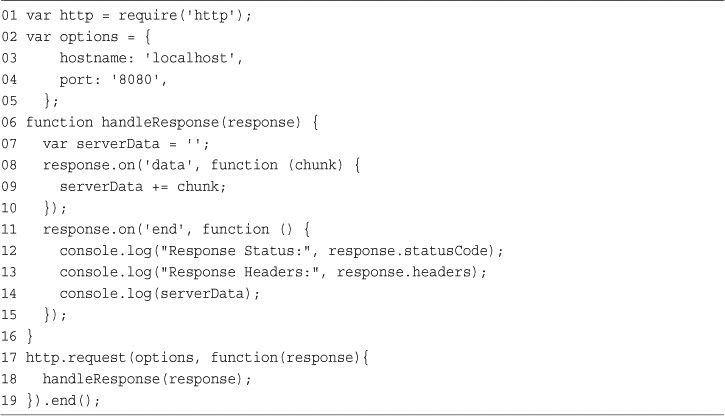 01 var http = require('http');
02 var options = {
03     hostname: 'localhost',
04     port: '8080',
05   };
06 function handleResponse(response) {
07   var serverData = '';
08   response.on('data', function (chunk) {
09     serverData += chunk;
10   });
11   response.on('end', function () {
12     console.log("Response Status:", response.statusCode);
13     console.log("Response Headers:", response.headers);
14     console.log(serverData);
15   });
16 }
17 http.request(options, function(response){
18   handleResponse(response);
19 }).end();